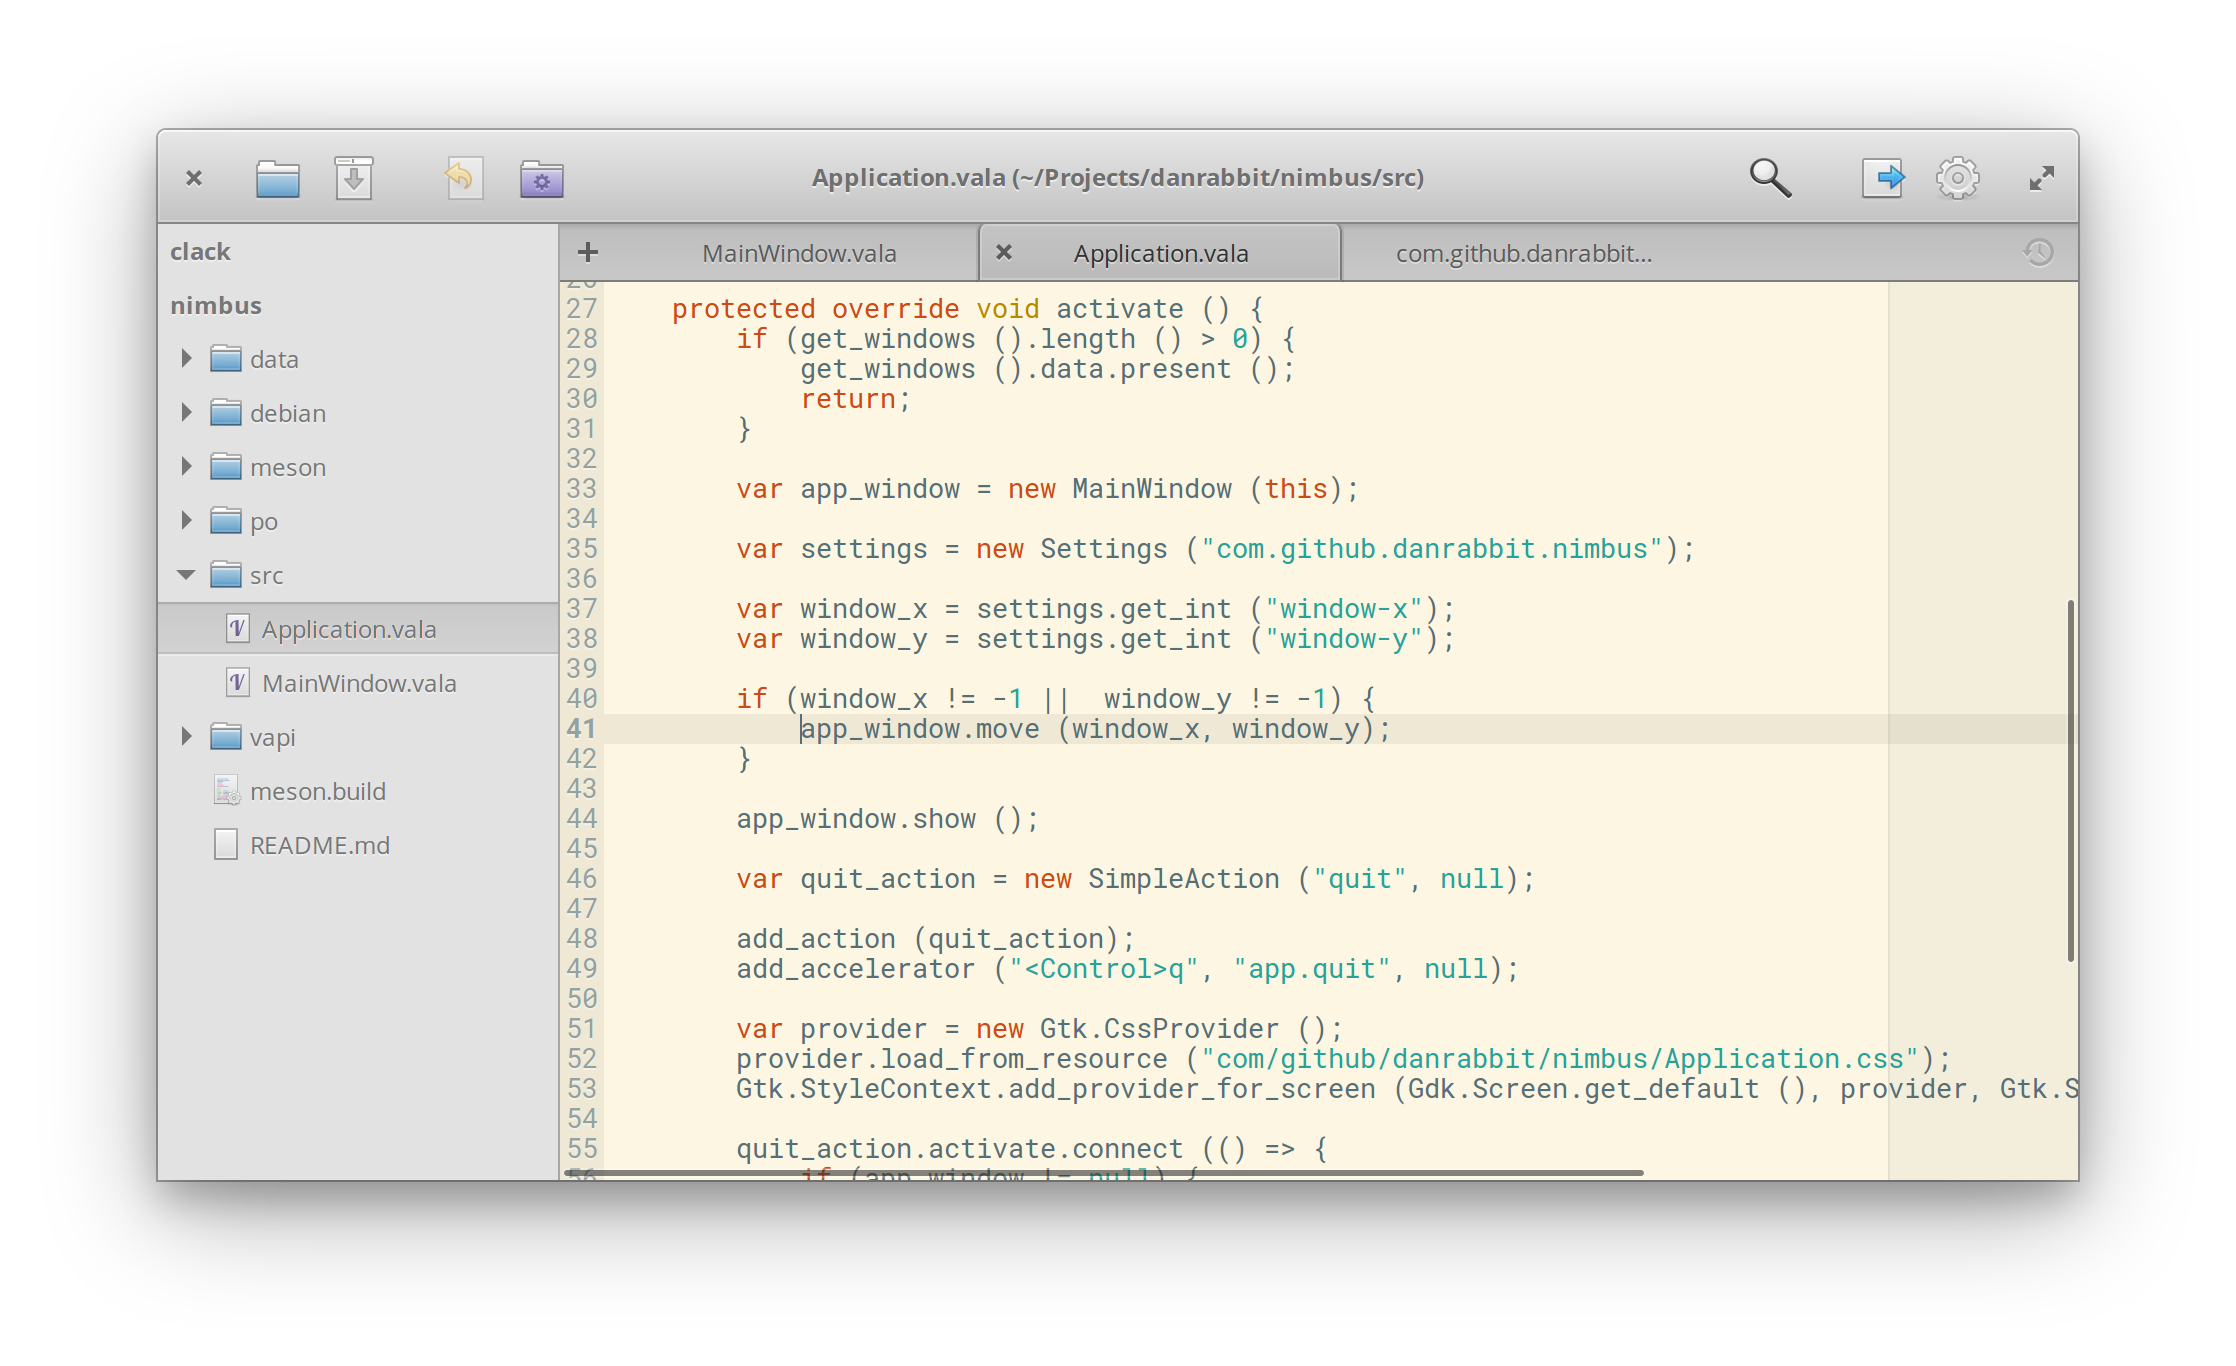 Application.vala (~/Projects/danrabbit/nimbus/src)
clack
nimbus
data
debian
meson
po
src
Application.vala
MainWindow.vala
vapi
meson.build
README.md
MainWindow.vala
Application.vala
com.github.danrabbit...
26
27     protected override void activate () {
28         if (get_windows ().length () > 0) {
29             get_windows ().data.present ();
30             return;
31         }
32
33         var app_window = new MainWindow (this);
34
35         var settings = new Settings ("com.github.danrabbit.nimbus");
36
37         var window_x = settings.get_int ("window-x");
38         var window_y = settings.get_int ("window-y");
39
40         if (window_x != -1 ||  window_y != -1) {
41             app_window.move (window_x, window_y);
42         }
43
44         app_window.show ();
45
46         var quit_action = new SimpleAction ("quit", null);
47
48         add_action (quit_action);
49         add_accelerator ("<Control>q", "app.quit", null);
50
51         var provider = new Gtk.CssProvider ();
52         provider.load_from_resource ("com/github/danrabbit/nimbus/Application.css");
53         Gtk.StyleContext.add_provider_for_screen (Gdk.Screen.get_default (), provider, Gtk.S
54
55         quit_action.activate.connect (() => {
56             if (app_window != null) {